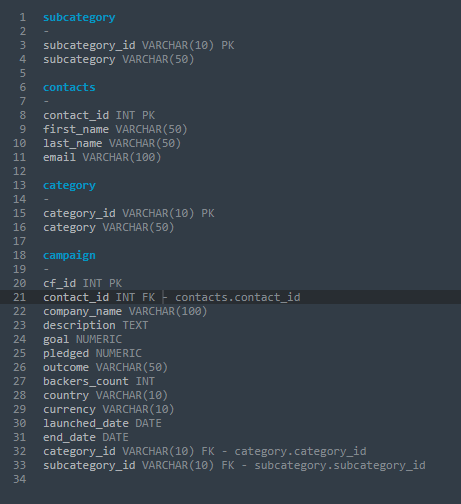 1 subcategory
2 -
3 subcategory_id VARCHAR(10) PK
4 subcategory VARCHAR(50)
5
6 contacts
7 -
8 contact_id INT PK
9 first_name VARCHAR(50)
10 last_name VARCHAR(50)
11 email VARCHAR(100)
12
13 category
14 -
15 category_id VARCHAR(10) PK
16 category VARCHAR(50)
17
18 campaign
19 -
20 cf_id INT PK
21 contact_id INT FK - contacts.contact_id
22 company_name VARCHAR(100)
23 description TEXT
24 goal NUMERIC
25 pledged NUMERIC
26 outcome VARCHAR(50)
27 backers_count INT
28 country VARCHAR(10)
29 currency VARCHAR(10)
30 launched_date DATE
31 end_date DATE
32 category_id VARCHAR(10) FK - category.category_id
33 subcategory_id VARCHAR(10) FK - subcategory.subcategory_id
34